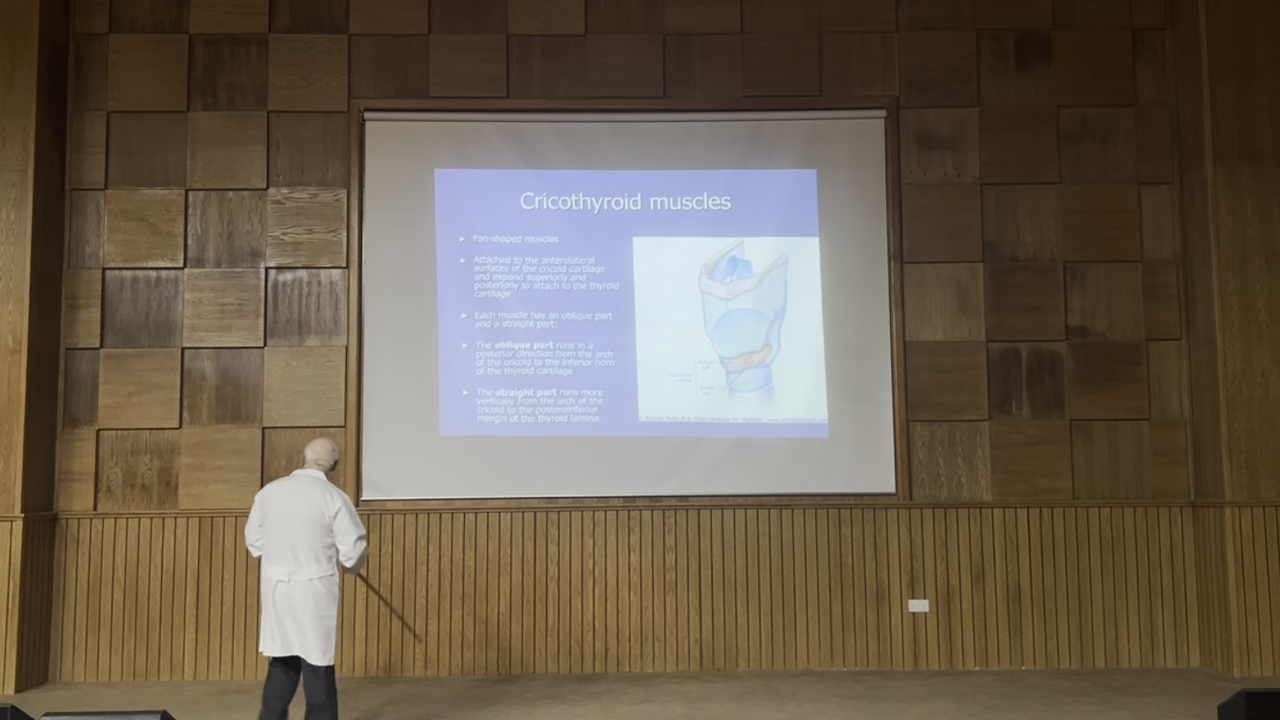 Cricothyroid muscles
Fan-shaped muscles
Attached to the anterolateral
surfaces of the cricoid cartilage
and expand superiorly and
posteriorly to attach to the thyroid
cartilage
Each muscle has an oblique part
and a straight part:
The oblique part runs in a
posterior direction from the arch
of the cricoid to the inferior horn
of the thyroid cartilage
The straight part runs more
vertically from the arch of the
cricoid to the posteroinferior
margin of the thyroid lamina